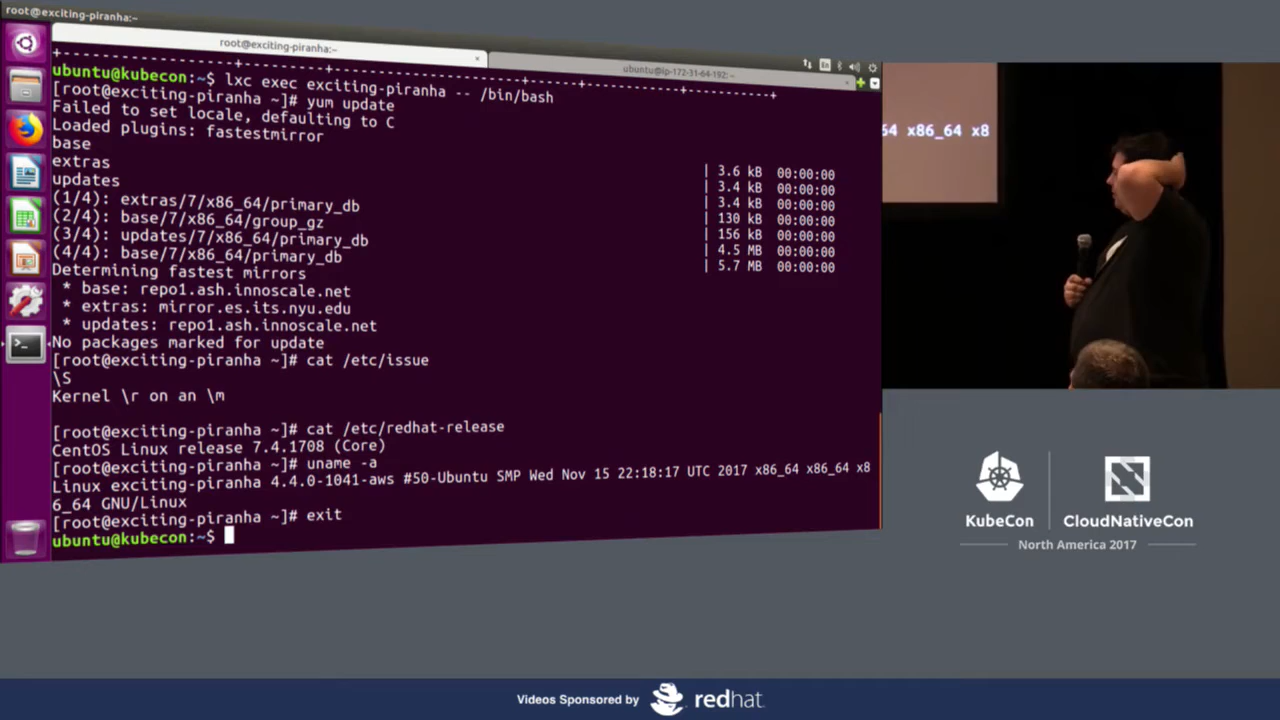 root@exciting-piranha:~
root@exciting-piranha:~
ubuntu@ip-172-31-64-192: ~
ubuntu@kubecon:~$ lxc exec exciting-piranha -- /bin/bash
[root@exciting-piranha ~]# yum update
Failed to set locale, defaulting to C
Loaded plugins: fastestmirror
base | 3.6 kB 00:00:00
extras | 3.4 kB 00:00:00
updates | 3.4 kB 00:00:00
(1/4): extras/7/x86_64/primary_db | 130 kB 00:00:00
(2/4): base/7/x86_64/group_gz | 156 kB 00:00:00
(3/4): updates/7/x86_64/primary_db | 4.5 MB 00:00:00
(4/4): base/7/x86_64/primary_db | 5.7 MB 00:00:00
Determining fastest mirrors
* base: repo1.ash.innoscale.net
* extras: mirror.es.its.nyu.edu
* updates: repo1.ash.innoscale.net
No packages marked for update
[root@exciting-piranha ~]# cat /etc/issue
\S
Kernel \r on an \m
[root@exciting-piranha ~]# cat /etc/redhat-release
CentOS Linux release 7.4.1708 (Core)
[root@exciting-piranha ~]# uname -a
Linux exciting-piranha 4.4.0-1041-aws #50-Ubuntu SMP Wed Nov 15 22:18:17 UTC 2017 x86_64 x86_64 x8
6_64 GNU/Linux
[root@exciting-piranha ~]# exit
ubuntu@kubecon:~$
64 x86_64 x8
KubeCon
CloudNativeCon
North America 2017
Videos Sponsored by redhat.